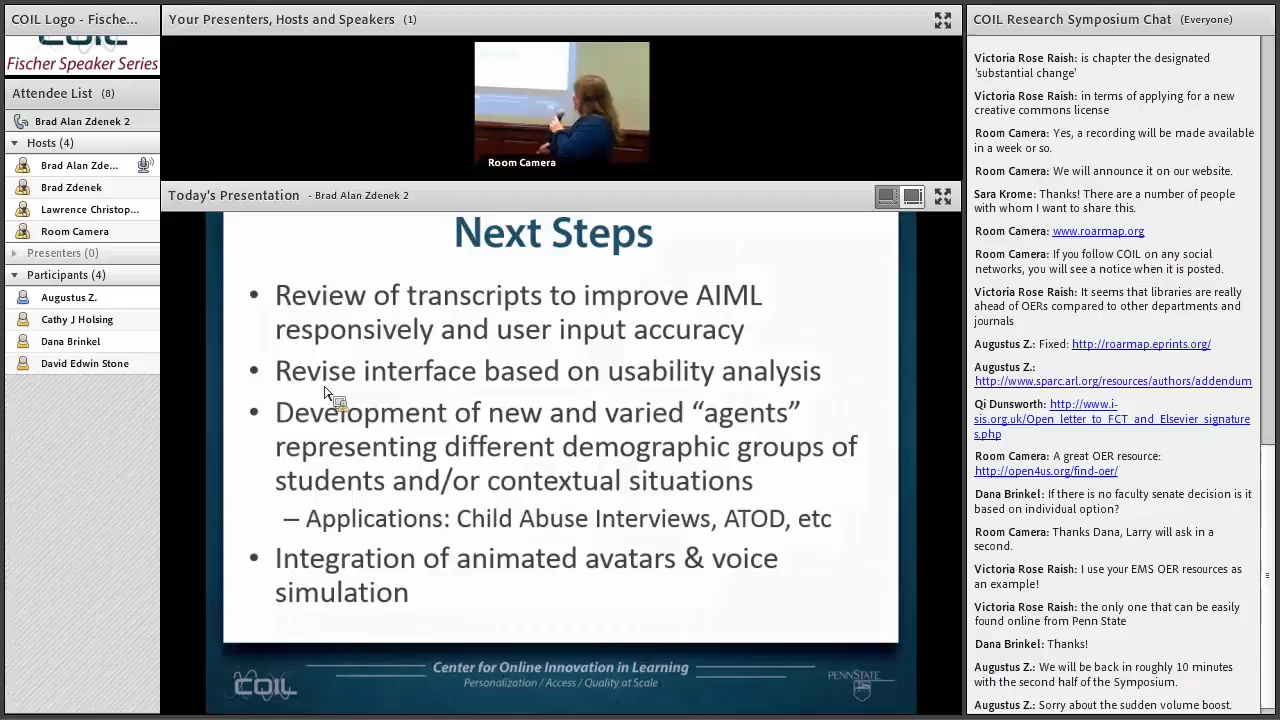 COIL Logo - Fische...
COIL
Fischer Speaker Series
Attendee List (8)
Brad Alan Zdenek 2
Hosts (4)
Brad Alan Zde...
Brad Zdenek
Lawrence Christop...
Room Camera
Presenters (0)
Participants (4)
Augustus Z.
Cathy J Holsing
Dana Brinkel
David Edwin Stone
Your Presenters, Hosts and Speakers (1)
Room Camera
Today's Presentation - Brad Alan Zdenek 2
Next Steps
• Review of transcripts to improve AIML
responsively and user input accuracy
• Revise interface based on usability analysis
• Development of new and varied “agents”
representing different demographic groups of
students and/or contextual situations
– Applications: Child Abuse Interviews, ATOD, etc
• Integration of animated avatars & voice
simulation
COIL
Center for Online Innovation in Learning
Personalization / Access / Quality at Scale
PENNSTATE
COIL Research Symposium Chat (Everyone)
Victoria Rose Raish: is chapter the designated
'substantial change'
Victoria Rose Raish: in terms of applying for a new
creative commons license
Room Camera: Yes, a recording will be made available
in a week or so.
Room Camera: We will announce it on our website.
Sara Krome: Thanks! There are a number of people
with whom I want to share this.
Room Camera: www.roarmap.org
Room Camera: If you follow COIL on any social
networks, you will see a notice when it is posted.
Victoria Rose Raish: It seems that libraries are really
ahead of OERs compared to other departments and
journals
Augustus Z.: Fixed: http://roarmap.eprints.org/
Augustus Z.:
http://www.sparc.arl.org/resources/authors/addendum
Qi Dunsworth: http://www.i-
sis.org.uk/Open_letter_to_FCT_and_Elsevier_signature
s.php
Room Camera: A great OER resource:
http://open4us.org/find-oer/
Dana Brinkel: If there is no faculty senate decision is it
based on individual option?
Room Camera: Thanks Dana, Larry will ask in a
second.
Victoria Rose Raish: I use your EMS OER resources as
an example!
Victoria Rose Raish: the only one that can be easily
found online from Penn State
Dana Brinkel: Thanks!
Augustus Z.: We will be back in roughly 10 minutes
with the second half of the Symposium.
Augustus Z.: Sorry about the sudden volume boost.